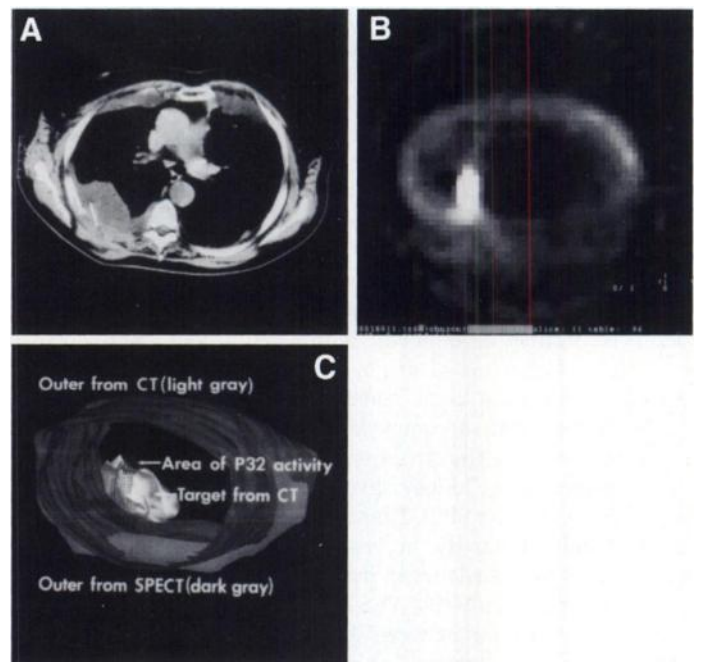 A
B
C
Outer from CT(light gray)
Area of P32 activity
Target from CT
Outer from SPECT(dark gray)